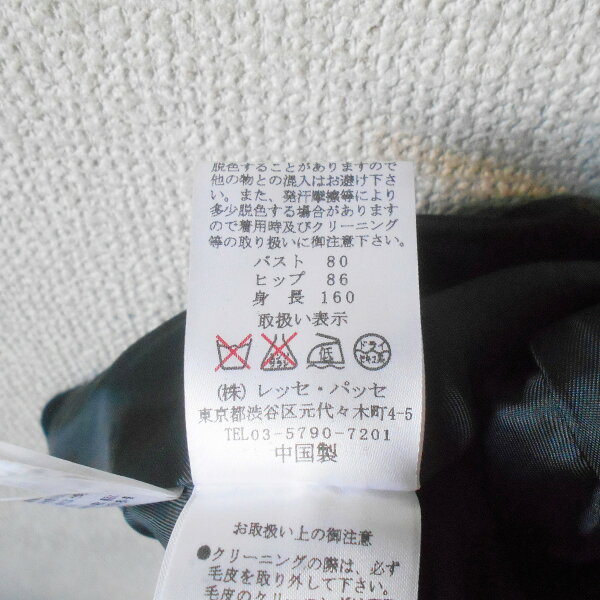 脱色することがありますので
他の物との混入はお避け下さ
い。また、発汗摩擦等により
多少脱色する場合があります
ので着用時及びクリーニング
等の取り扱いに御注意下さい。
バスト 80
ヒップ 86
身 長 160
取扱い表示
低
ドライ
(株) レッセ・パッセ
東京都渋谷区元代々木町4-5
TEL03-5790-7201
中国製
お取扱い上の御注意
●クリーニングの際は、必ず
毛皮を取り外して下さい。